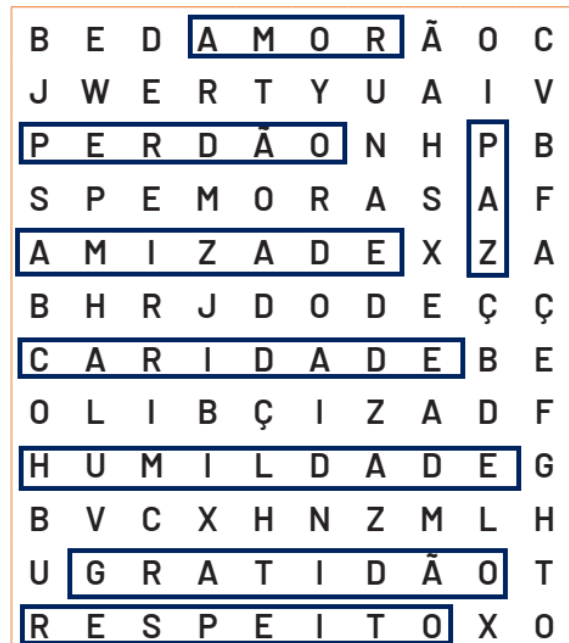 B E D A M O R Ã O C
J W E R T Y U A I V
P E R D Ã O N H P B
S P E M O R A S A F
A M I Z A D E X Z A
B H R J D O D E Ç Ç
C A R I D A D E B E
O L I B Ç I Z A D F
H U M I L D A D E G
B V C X H N Z M L H
U G R A T I D Ã O T
R E S P E I T O X O